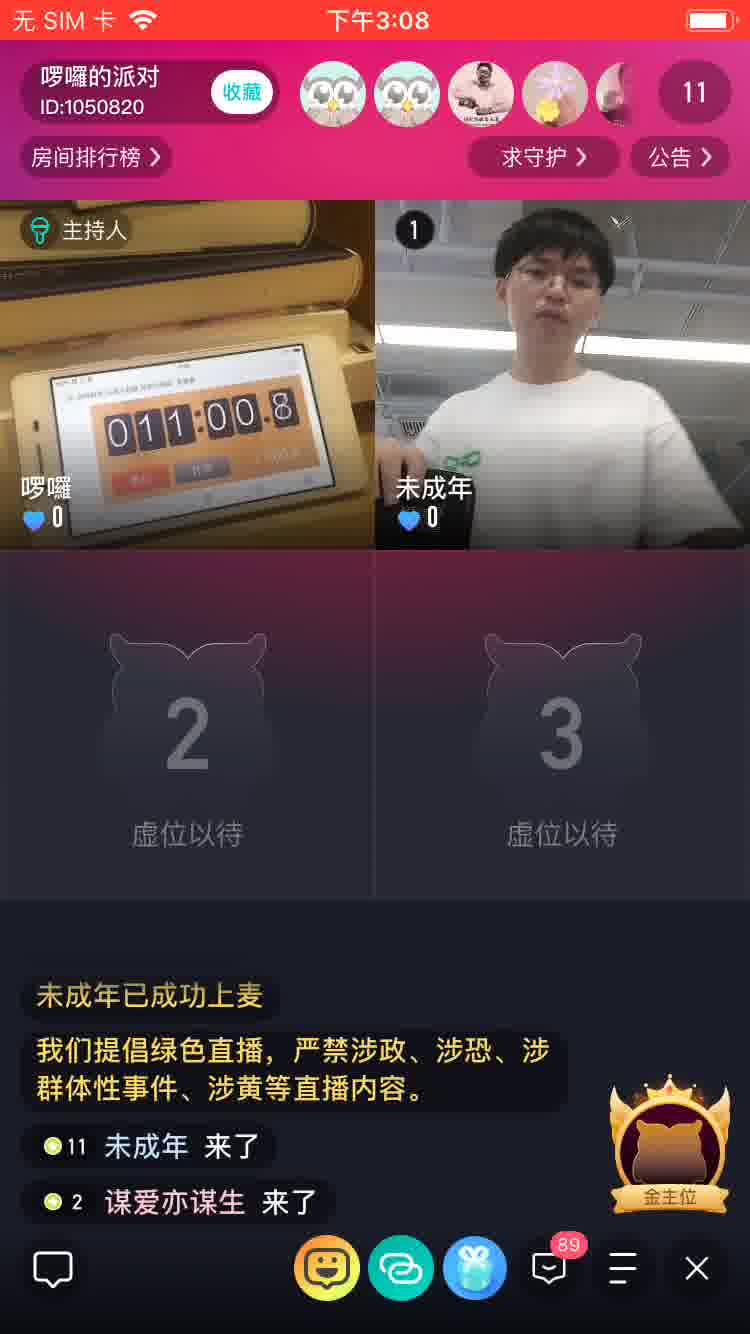 无 SIM 卡
下午3:08
啰囉的派对
ID:1050820
收藏
11
房间排行榜
求守护
公告
主持人
1
011:00.8
啰囉
0
未成年
0
2
虚位以待
3
虚位以待
未成年已成功上麦
我们提倡绿色直播，严禁涉政、涉恐、涉
群体性事件、涉黄等直播内容。
11 未成年 来了
2 谋爱亦谋生 来了
金主位
89